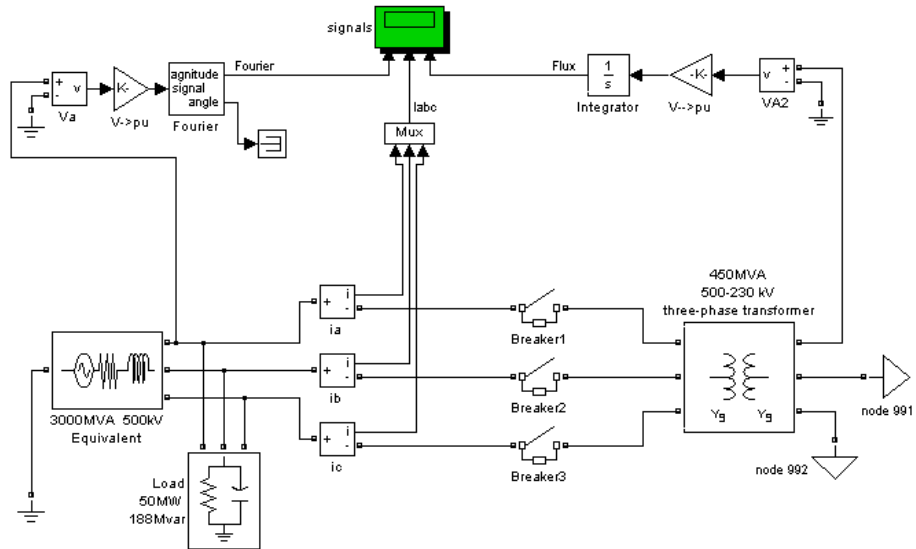 signals
Fourier
Flux
Iabc
+
-
v
Va
K-
V->pu
agnitude
signal
angle
Fourier
Mux
1
s
Integrator
-K-
V-->pu
v
+
-
VA2
+
i
-
ia
+
i
-
ib
+
i
-
ic
Breaker1
Breaker2
Breaker3
450MVA
500-230 kV
three-phase transformer
Yg
Yg
node 991
node 992
3000MVA 500kV
Equivalent
Load
50MW
188Mvar